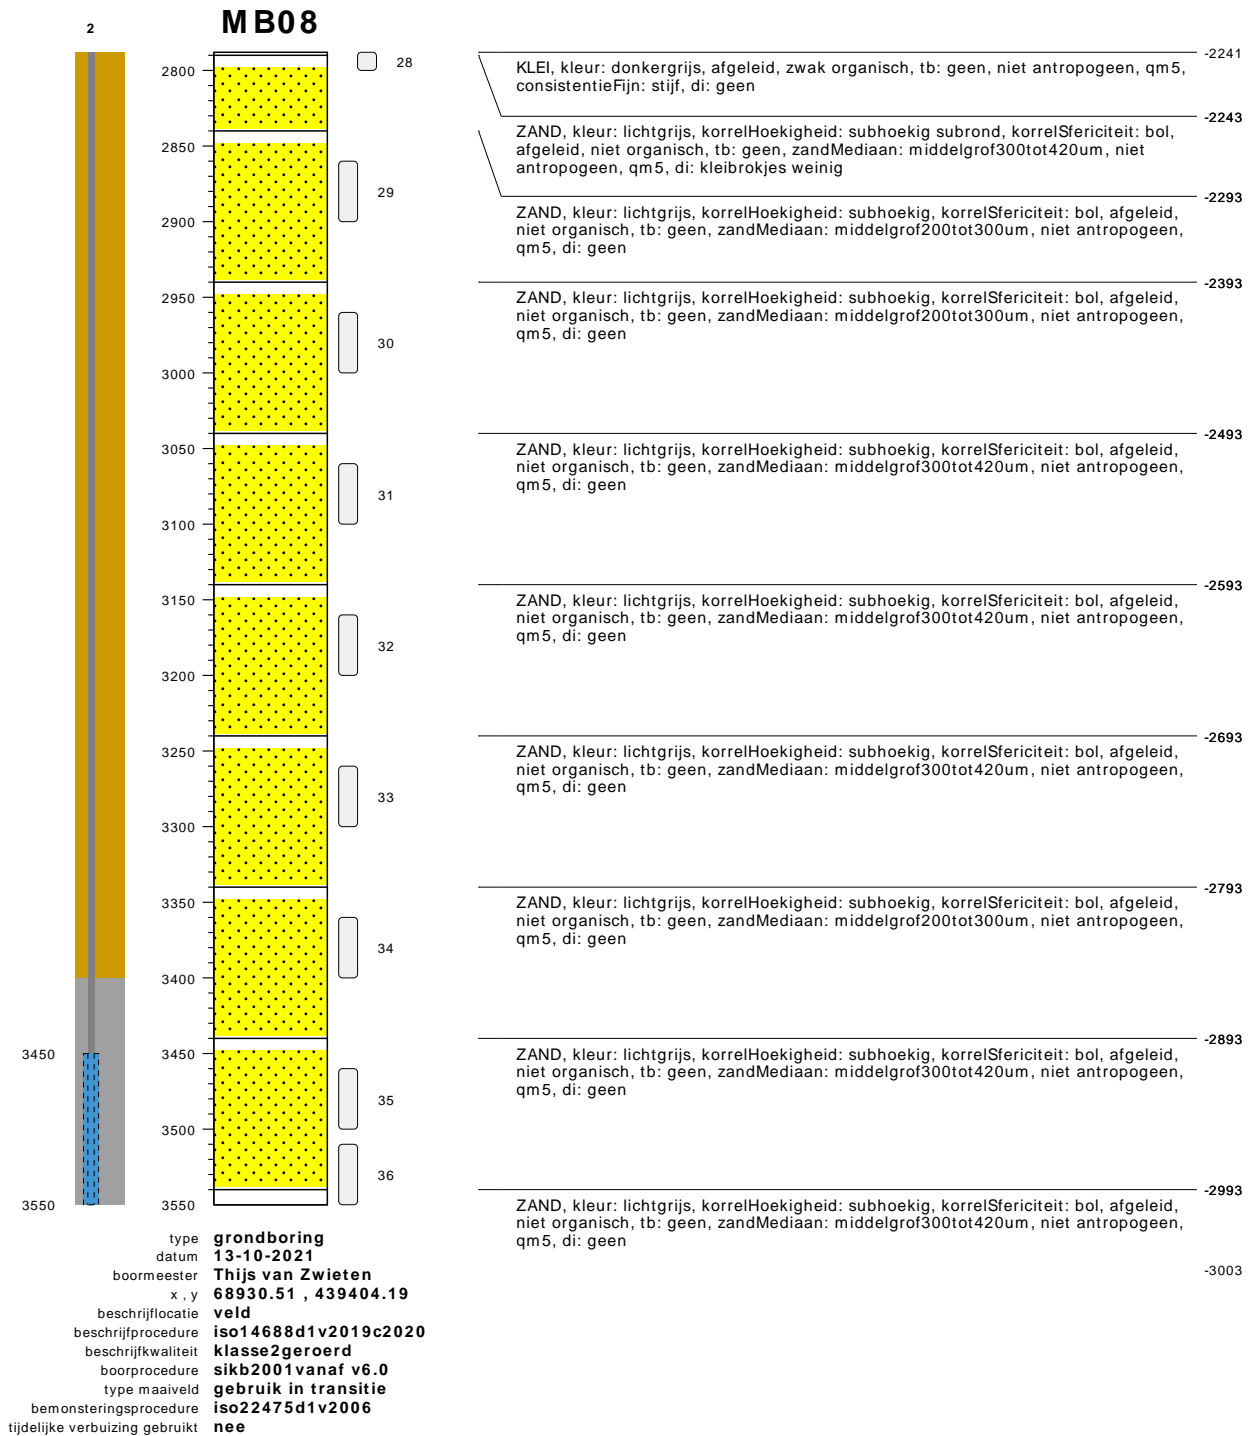 2
MB08
28
2800
2850
29
2900
2950
30
3000
3050
31
3100
3150
32
3200
3250
33
3300
3350
34
3400
3450
3450
35
3500
36
3550
3550
-2241
KLEI, kleur: donkergrijs, afgeleid, zwak organisch, tb: geen, niet antropogeen, qm5,
consistentieFijn: stijf, di: geen
-2243
ZAND, kleur: lichtgrijs, korrelHoekigheid: subhoekig subrond, korrelSfericiteit: bol,
afgeleid, niet organisch, tb: geen, zandMediaan: middelgrof300tot420um, niet
antropogeen, qm5, di: kleibrokjes weinig
-2293
ZAND, kleur: lichtgrijs, korrelHoekigheid: subhoekig, korrelSfericiteit: bol, afgeleid,
niet organisch, tb: geen, zandMediaan: middelgrof200tot300um, niet antropogeen,
qm5, di: geen
-2393
ZAND, kleur: lichtgrijs, korrelHoekigheid: subhoekig, korrelSfericiteit: bol, afgeleid,
niet organisch, tb: geen, zandMediaan: middelgrof200tot300um, niet antropogeen,
qm5, di: geen
-2493
ZAND, kleur: lichtgrijs, korrelHoekigheid: subhoekig, korrelSfericiteit: bol, afgeleid,
niet organisch, tb: geen, zandMediaan: middelgrof300tot420um, niet antropogeen,
qm5, di: geen
-2593
ZAND, kleur: lichtgrijs, korrelHoekigheid: subhoekig, korrelSfericiteit: bol, afgeleid,
niet organisch, tb: geen, zandMediaan: middelgrof300tot420um, niet antropogeen,
qm5, di: geen
-2693
ZAND, kleur: lichtgrijs, korrelHoekigheid: subhoekig, korrelSfericiteit: bol, afgeleid,
niet organisch, tb: geen, zandMediaan: middelgrof300tot420um, niet antropogeen,
qm5, di: geen
-2793
ZAND, kleur: lichtgrijs, korrelHoekigheid: subhoekig, korrelSfericiteit: bol, afgeleid,
niet organisch, tb: geen, zandMediaan: middelgrof200tot300um, niet antropogeen,
qm5, di: geen
-2893
ZAND, kleur: lichtgrijs, korrelHoekigheid: subhoekig, korrelSfericiteit: bol, afgeleid,
niet organisch, tb: geen, zandMediaan: middelgrof300tot420um, niet antropogeen,
qm5, di: geen
-2993
ZAND, kleur: lichtgrijs, korrelHoekigheid: subhoekig, korrelSfericiteit: bol, afgeleid,
niet organisch, tb: geen, zandMediaan: middelgrof300tot420um, niet antropogeen,
qm5, di: geen
-3003
type grondboring
datum 13-10-2021
boormeester Thijs van Zwieten
x , y 68930.51 , 439404.19
beschrijflocatie veld
beschrijfprocedure iso14688d1v2019c2020
beschrijfkwaliteit klasse2geroerd
boorprocedure sikb2001vanaf v6.0
type maaiveld gebruik in transitie
bemonsteringsprocedure iso22475d1v2006
tijdelijke verbuizing gebruikt nee